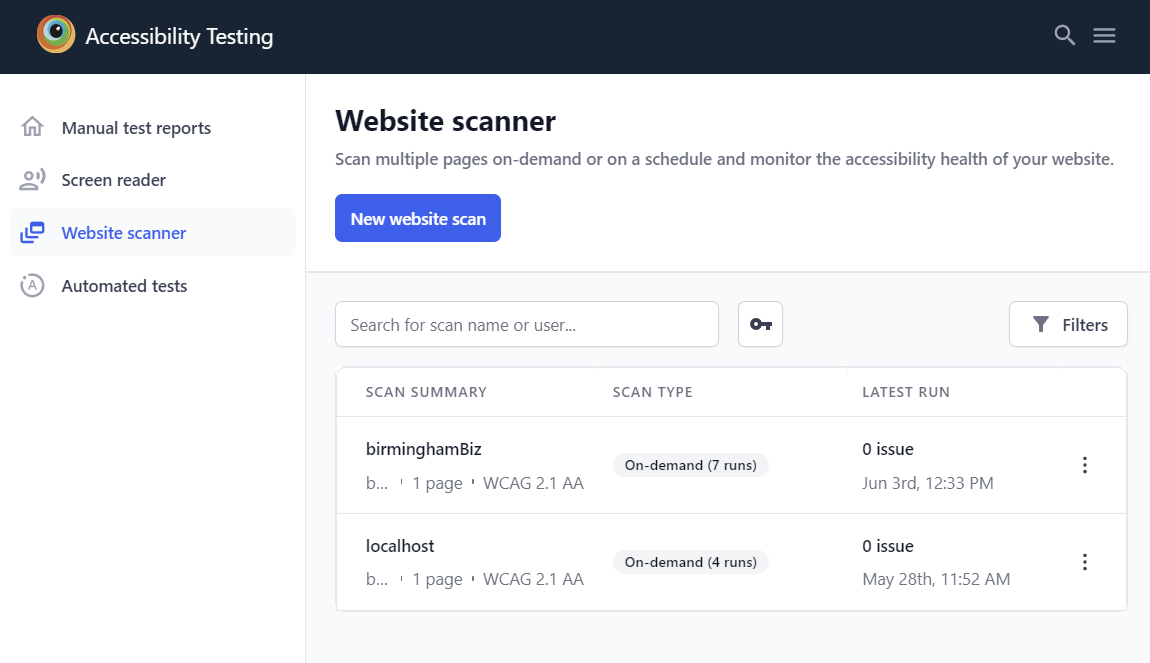 Accessibility Testing
Manual test reports
Screen reader
Website scanner
Automated tests
Website scanner
Scan multiple pages on-demand or on a schedule and monitor the accessibility health of your website.
New website scan
Search for scan name or user...
Filters
SCAN SUMMARY SCAN TYPE LATEST RUN
birminghamBiz
On-demand (7 runs)
0 issue
b... 1 page WCAG 2.1 AA
Jun 3rd, 12:33 PM
localhost
On-demand (4 runs)
0 issue
b... 1 page WCAG 2.1 AA
May 28th, 11:52 AM